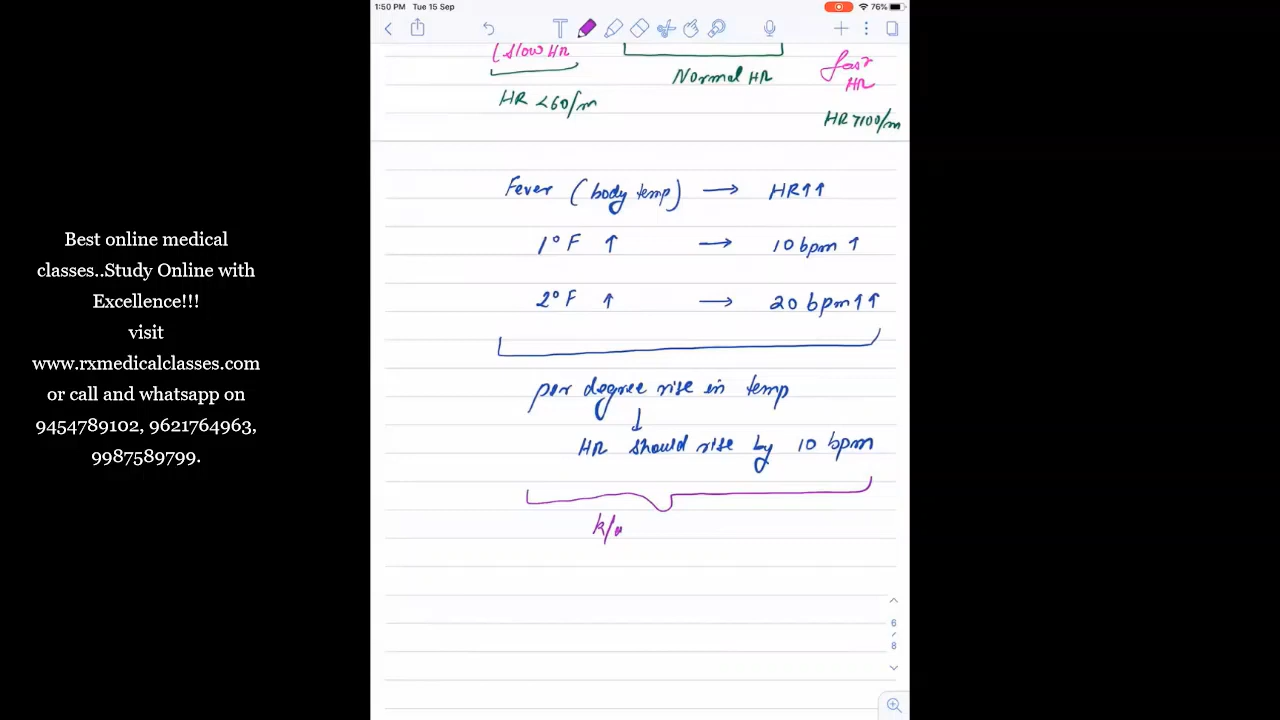 1:50 PM Tue 15 Sep
76%
(slow HR
Normal HR
fast
HR
HR <60/m
HR >100/m
Fever (body temp) → HR↑↑
1° F ↑ → 10 bpm ↑
2° F ↑ → 20 bpm ↑↑
per degree rise in temp
↓
HR should rise by 10 bpm
k/a
6
8
Best online medical
classes..Study Online with
Excellence!!!
visit
www.rxmedicalclasses.com
or call and whatsapp on
9454789102, 9621764963,
9987589799.